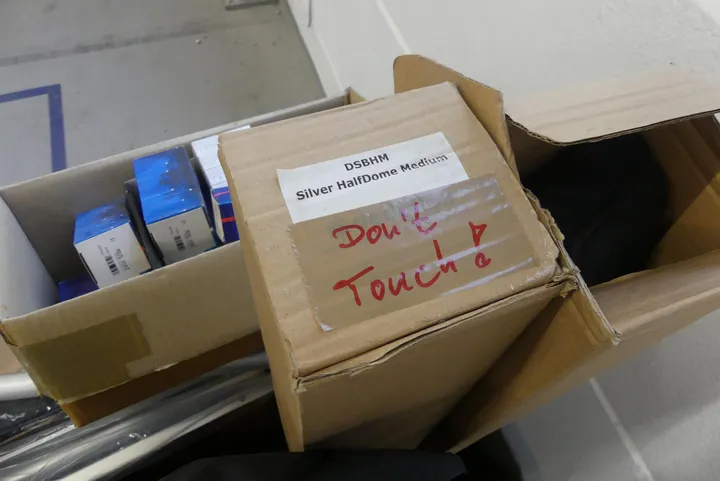 DSBHM
Silver HalfDome Medium
Don't
Touch!